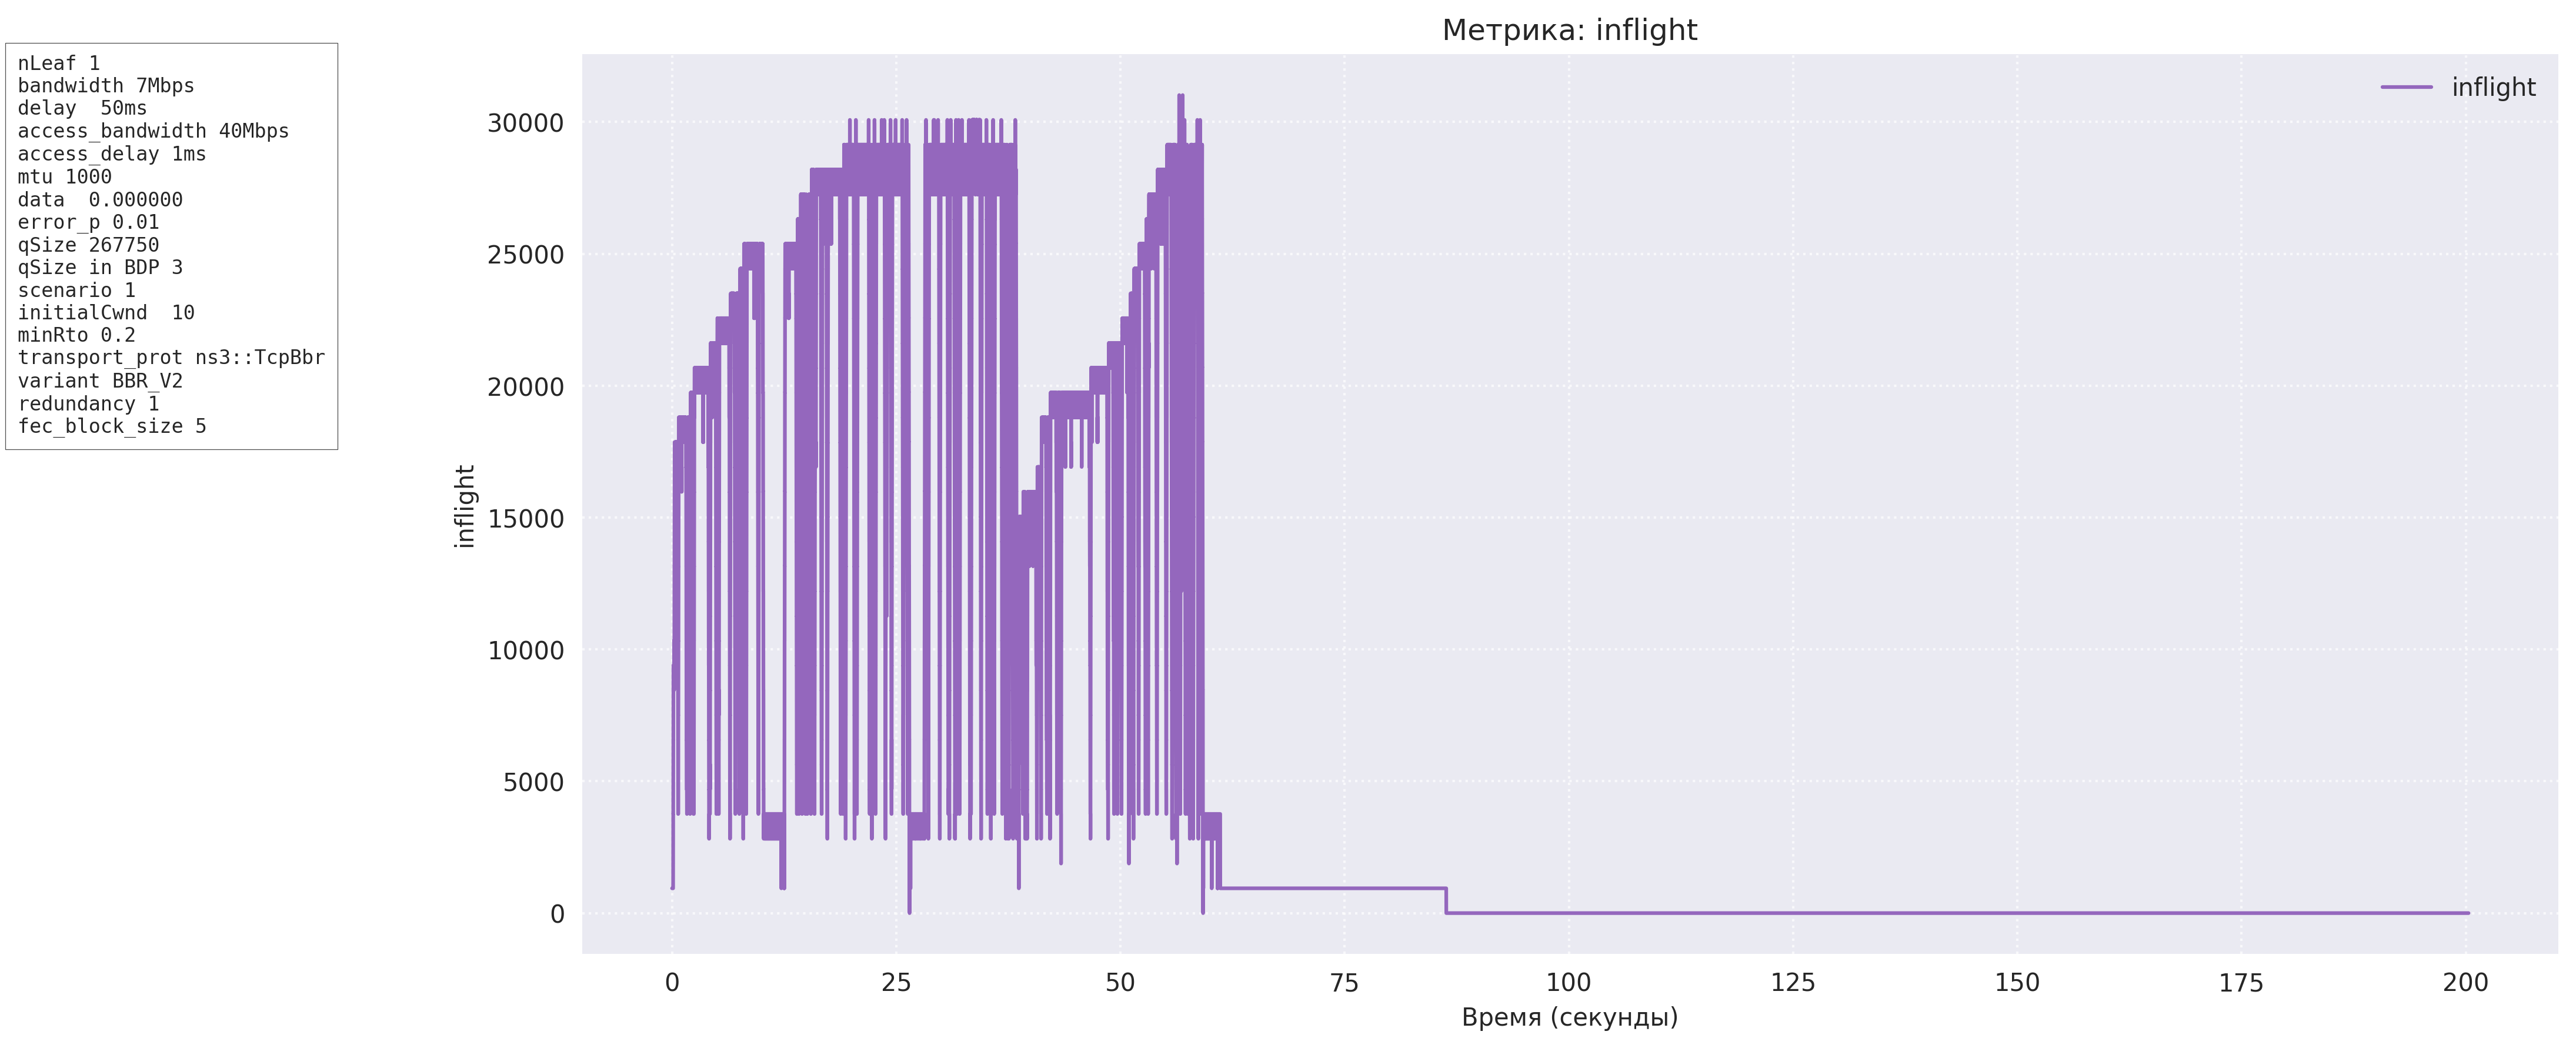 nLeaf 1
bandwidth 7Mbps
delay  50ms
access_bandwidth 40Mbps
access_delay 1ms
mtu 1000
data  0.000000
error_p 0.01
qSize 267750
qSize in BDP 3
scenario 1
initialCwnd  10
minRto 0.2
transport_prot ns3::TcpBbr
variant BBR_V2
redundancy 1
fec_block_size 5
Метрика: inflight
inflight
30000
25000
20000
15000
10000
5000
0
inflight
0 25 50 75 100 125 150 175 200
Время (секунды)